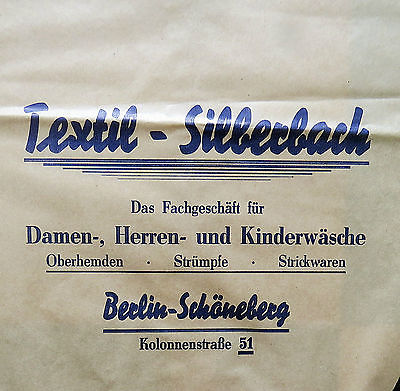 Textil - Silberbach
Das Fachgeschäft für
Damen-, Herren- und Kinderwäsche
Oberhemden · Strümpfe · Strickwaren
Berlin-Schöneberg
Kolonnenstraße 51